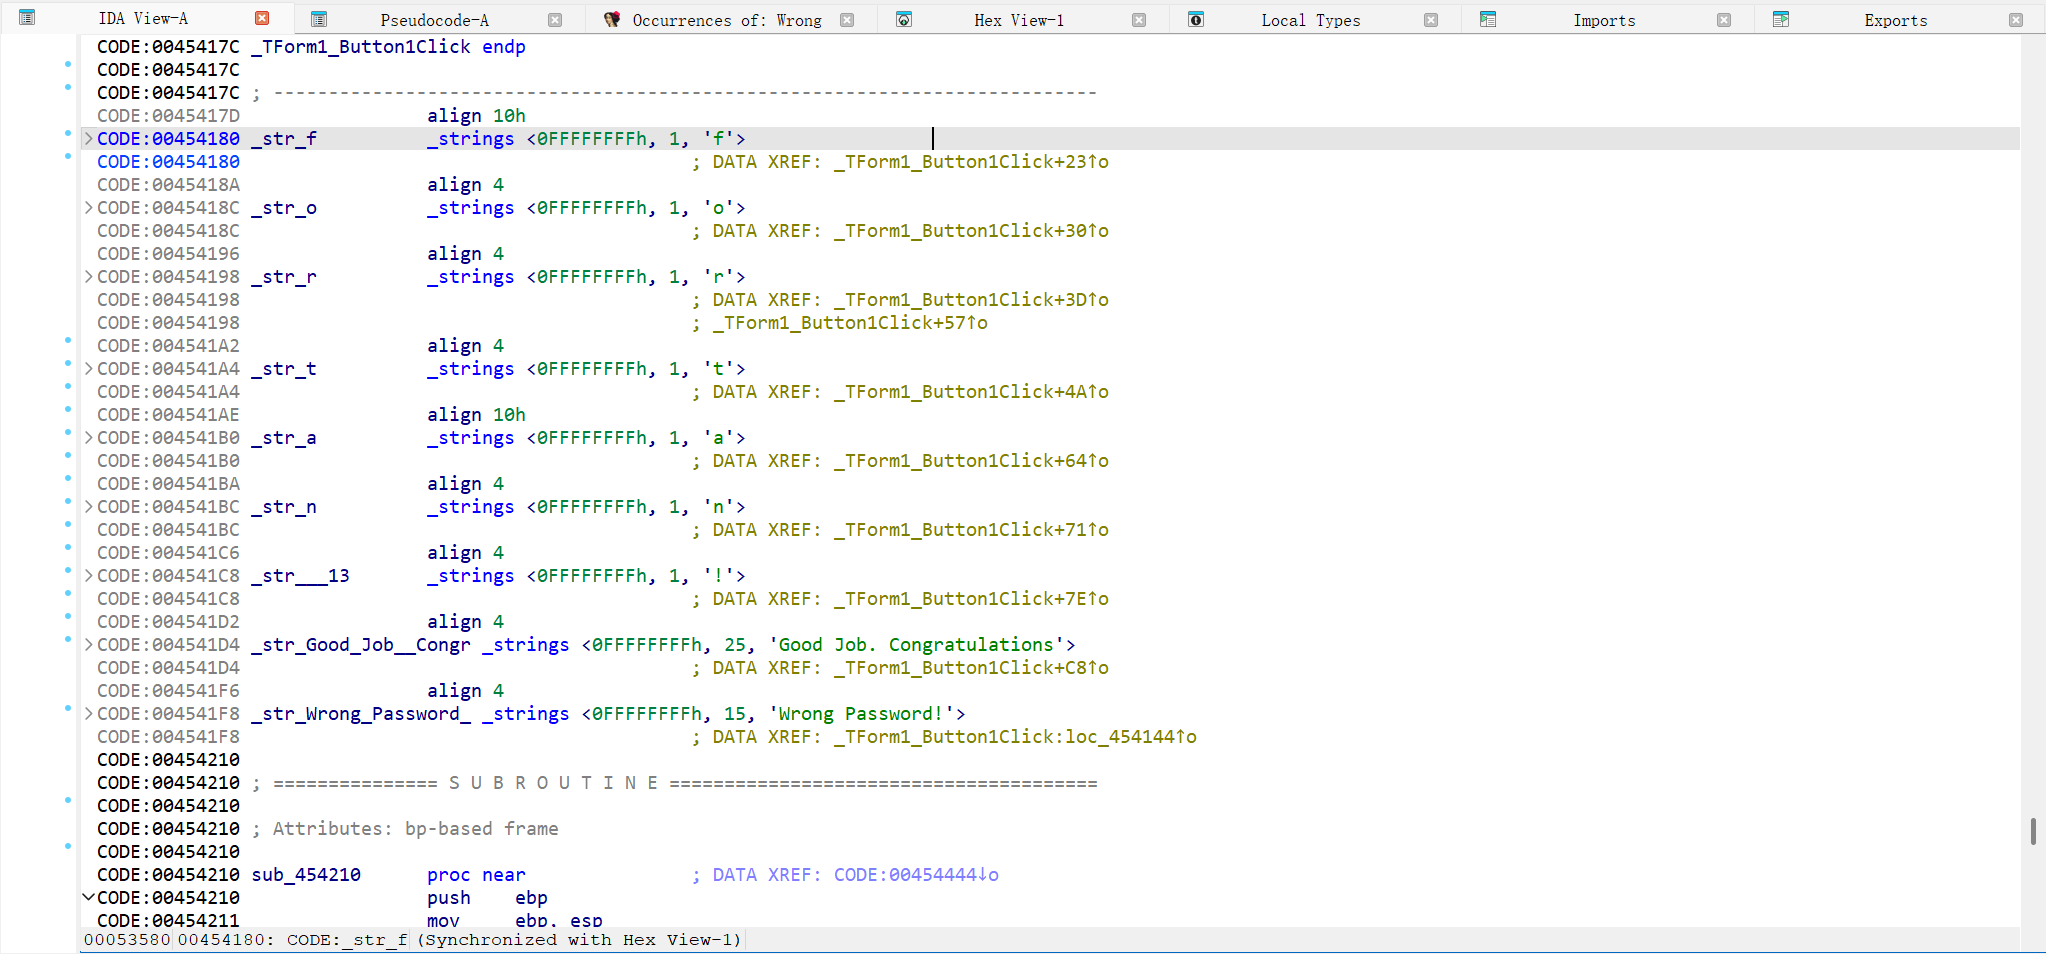 IDA View-A Pseudocode-A Occurrences of: Wrong Hex View-1 Local Types Imports Exports
CODE:0045417C _TForm1_Button1Click endp
CODE:0045417C
CODE:0045417C ; ---------------------------------------------------------------------------
CODE:0045417D align 10h
CODE:00454180 _str_f _strings <0FFFFFFFFh, 1, 'f'>
CODE:00454180 ; DATA XREF: _TForm1_Button1Click+23↑o
CODE:0045418A align 4
CODE:0045418C _str_o _strings <0FFFFFFFFh, 1, 'o'>
CODE:0045418C ; DATA XREF: _TForm1_Button1Click+30↑o
CODE:00454196 align 4
CODE:00454198 _str_r _strings <0FFFFFFFFh, 1, 'r'>
CODE:00454198 ; DATA XREF: _TForm1_Button1Click+3D↑o
CODE:00454198 ; _TForm1_Button1Click+57↑o
CODE:004541A2 align 4
CODE:004541A4 _str_t _strings <0FFFFFFFFh, 1, 't'>
CODE:004541A4 ; DATA XREF: _TForm1_Button1Click+4A↑o
CODE:004541AE align 10h
CODE:004541B0 _str_a _strings <0FFFFFFFFh, 1, 'a'>
CODE:004541B0 ; DATA XREF: _TForm1_Button1Click+64↑o
CODE:004541BA align 4
CODE:004541BC _str_n _strings <0FFFFFFFFh, 1, 'n'>
CODE:004541BC ; DATA XREF: _TForm1_Button1Click+71↑o
CODE:004541C6 align 4
CODE:004541C8 _str___13 _strings <0FFFFFFFFh, 1, '!'>
CODE:004541C8 ; DATA XREF: _TForm1_Button1Click+7E↑o
CODE:004541D2 align 4
CODE:004541D4 _str_Good_Job__Congr _strings <0FFFFFFFFh, 25, 'Good Job. Congratulations'>
CODE:004541D4 ; DATA XREF: _TForm1_Button1Click+C8↑o
CODE:004541F6 align 4
CODE:004541F8 _str_Wrong_Password_ _strings <0FFFFFFFFh, 15, 'Wrong Password!'>
CODE:004541F8 ; DATA XREF: _TForm1_Button1Click:loc_454144↑o
CODE:00454210
CODE:00454210 ; =============== S U B R O U T I N E =======================================
CODE:00454210
CODE:00454210 ; Attributes: bp-based frame
CODE:00454210
CODE:00454210 sub_454210 proc near ; DATA XREF: CODE:00454444↓o
CODE:00454210 push ebp
CODE:00454211 mov ebp, esp
00053580 00454180: CODE:_str_f (Synchronized with Hex View-1)